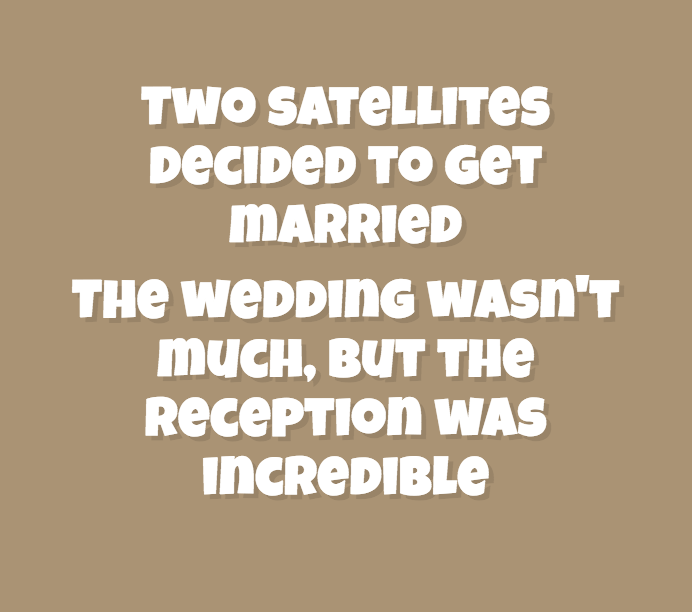 TWO SATELLITES
DECIDED TO GET
MARRIED
THE WEDDING WASN'T
MUCH, BUT THE
RECEPTION WAS
INCREDIBLE